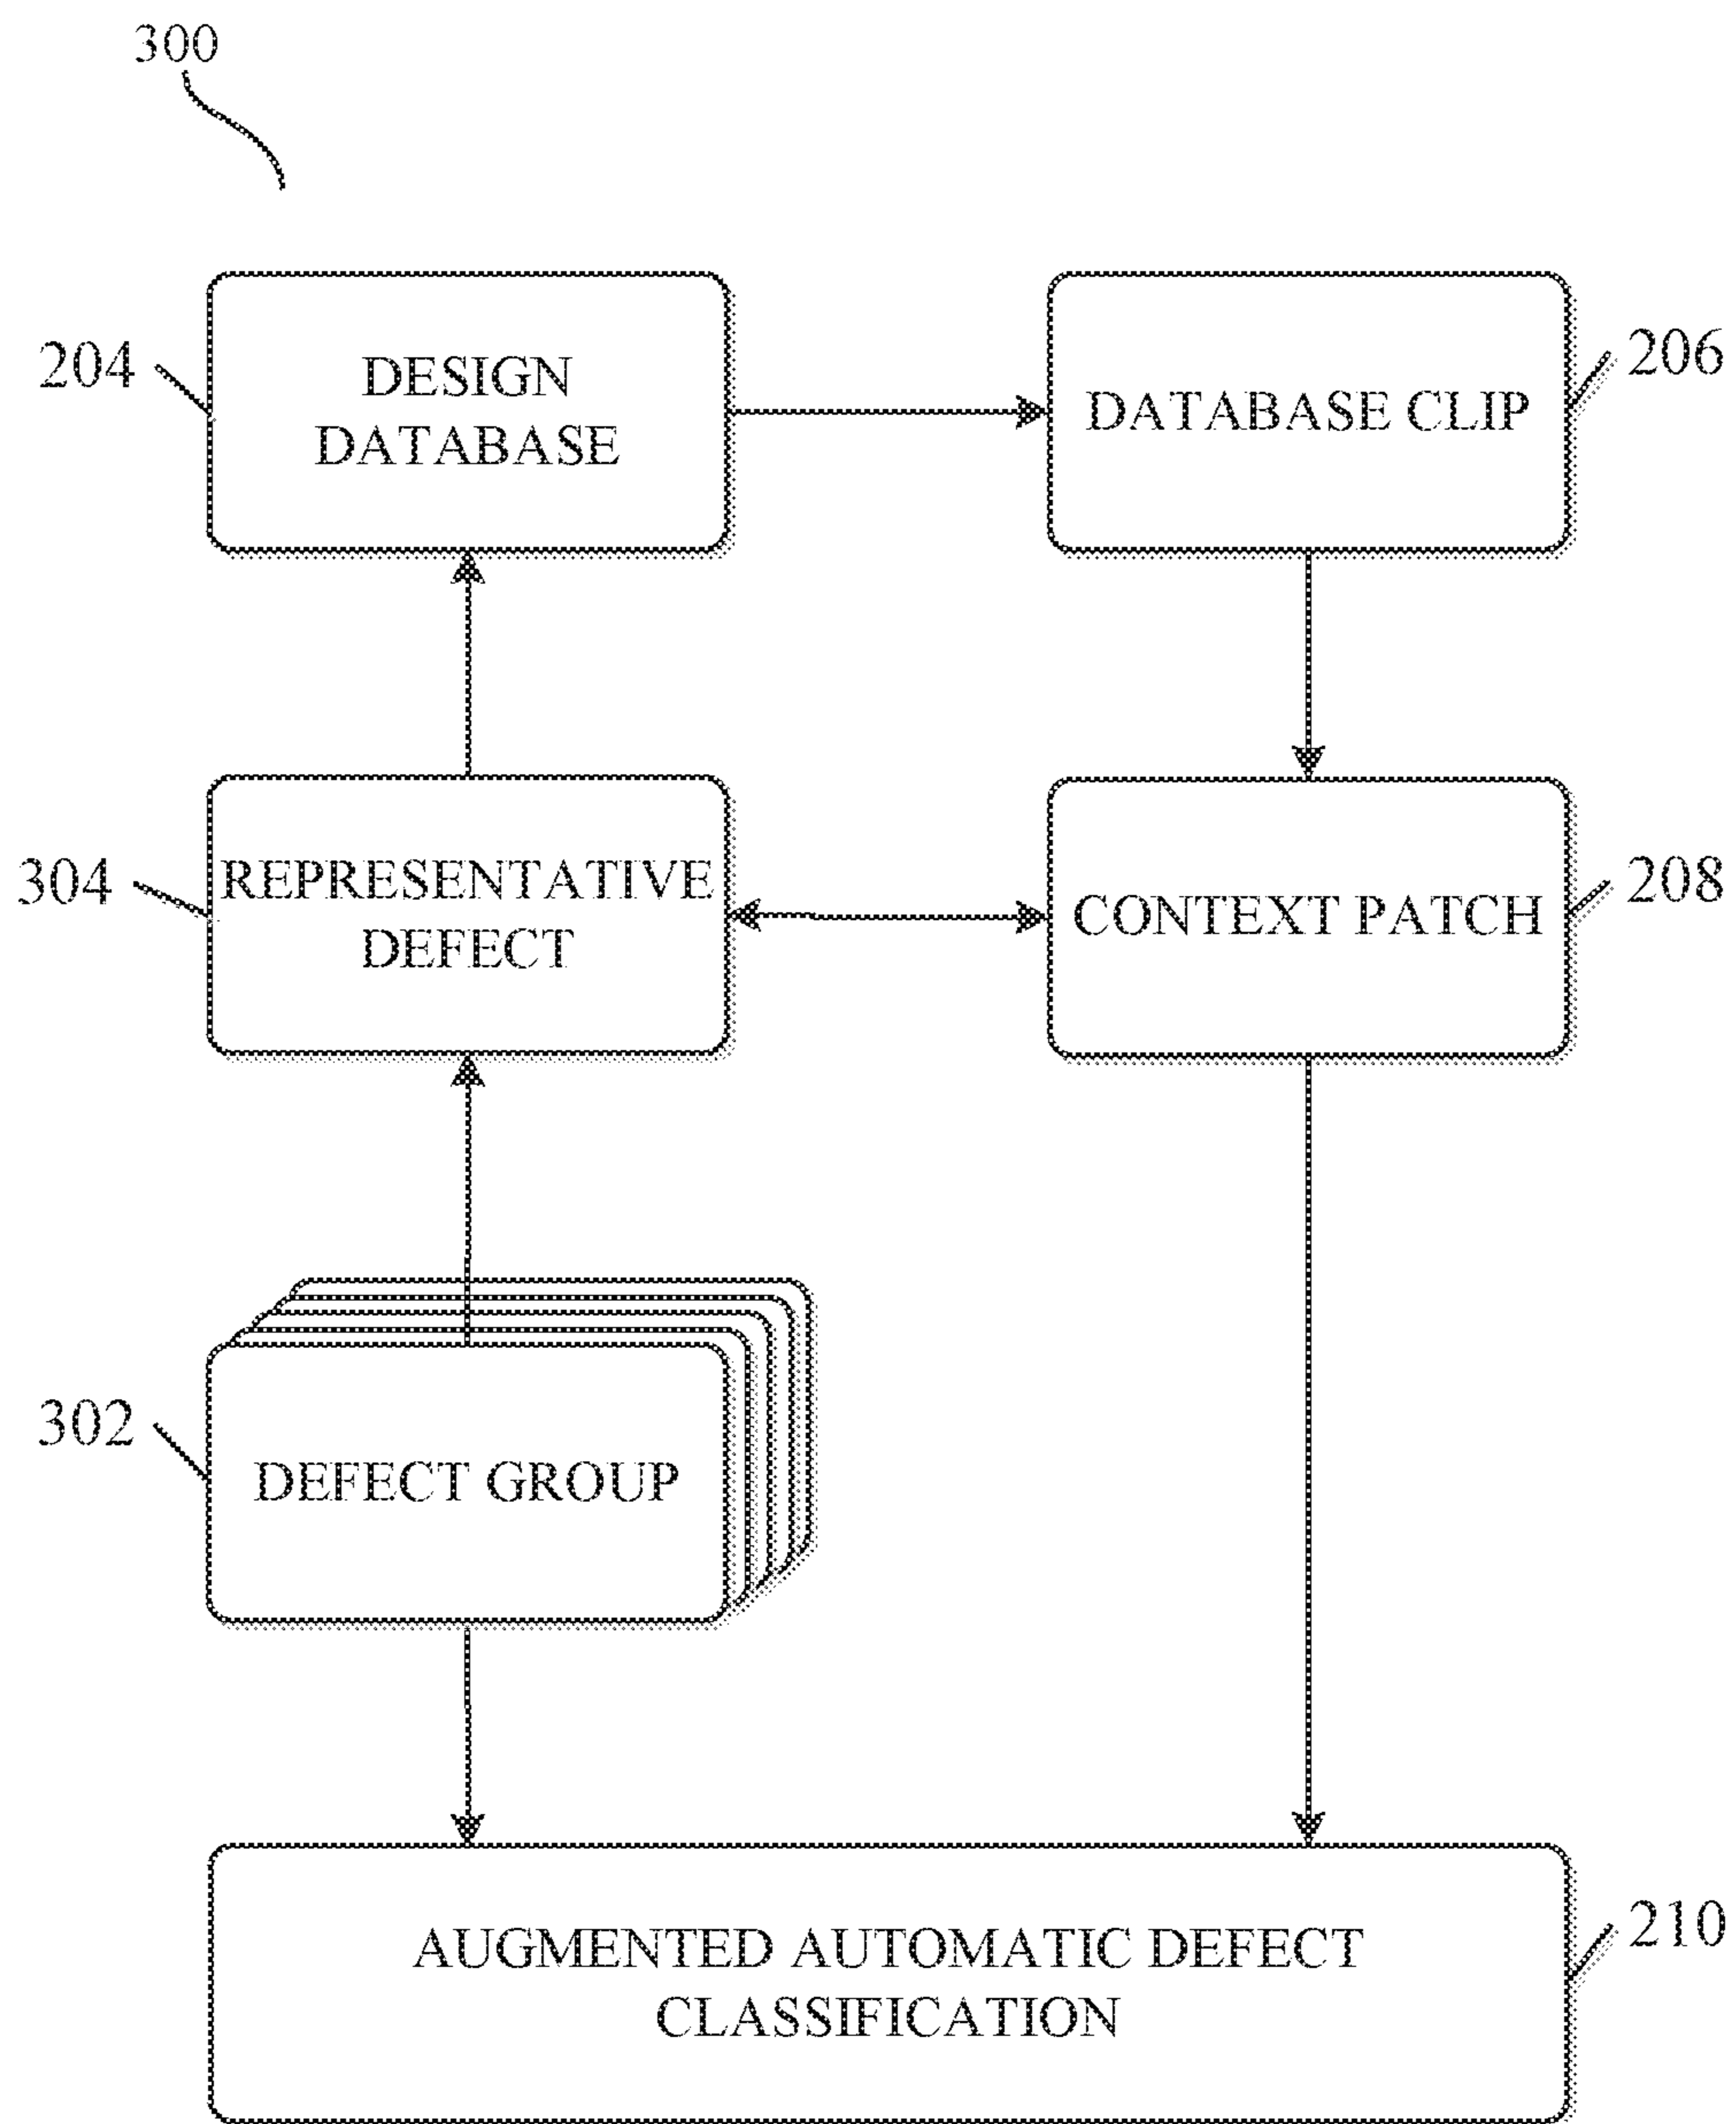 300
204
DESIGN
DATABASE
DATABASE CLIP
206
304
REPRESENTATIVE
DEFECT
CONTEXT PATCH
208
302
DEFECT GROUP
AUGMENTED AUTOMATIC DEFECT
CLASSIFICATION
210